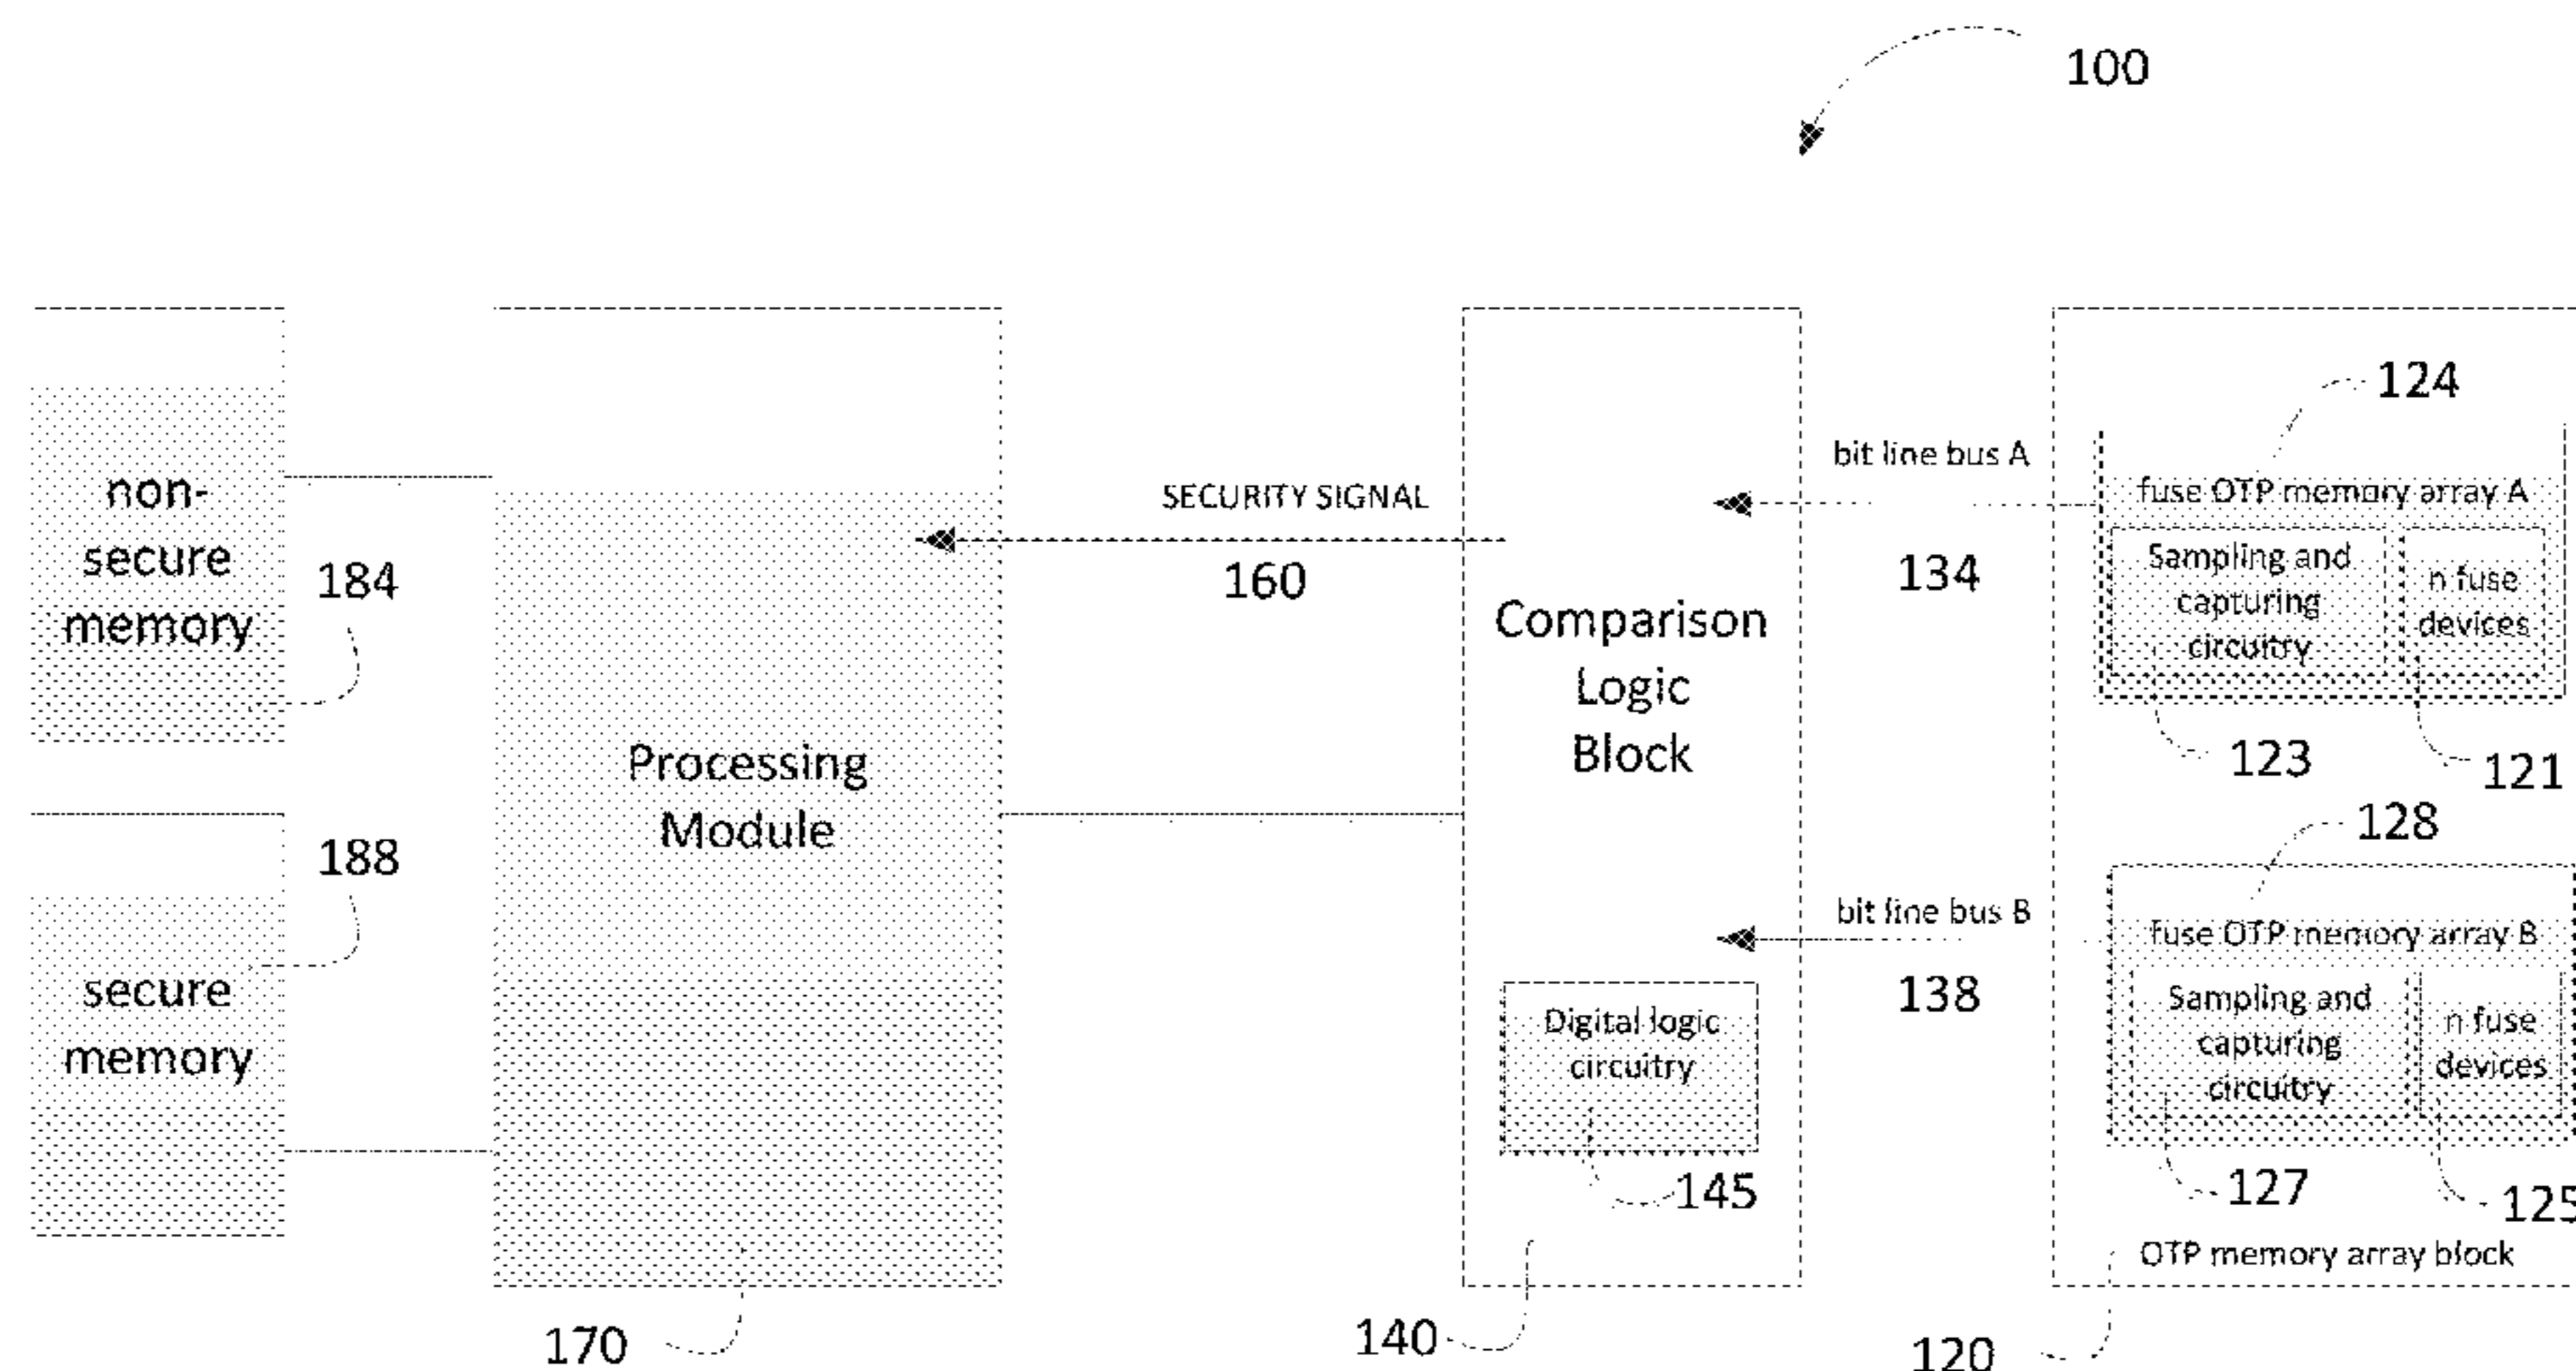 100
non-
secure
memory
184
188
secure
memory
Processing
Module
170
SECURITY SIGNAL
160
Comparison
Logic
Block
Digital logic
circuitry
145
140
bit line bus A
134
bit line bus B
138
124
fuse OTP memory array A
Sampling and
capturing
circuitry
n fuse
devices
123
121
128
fuse OTP memory array B
Sampling and
capturing
circuitry
n fuse
devices
127
125
OTP memory array block
120